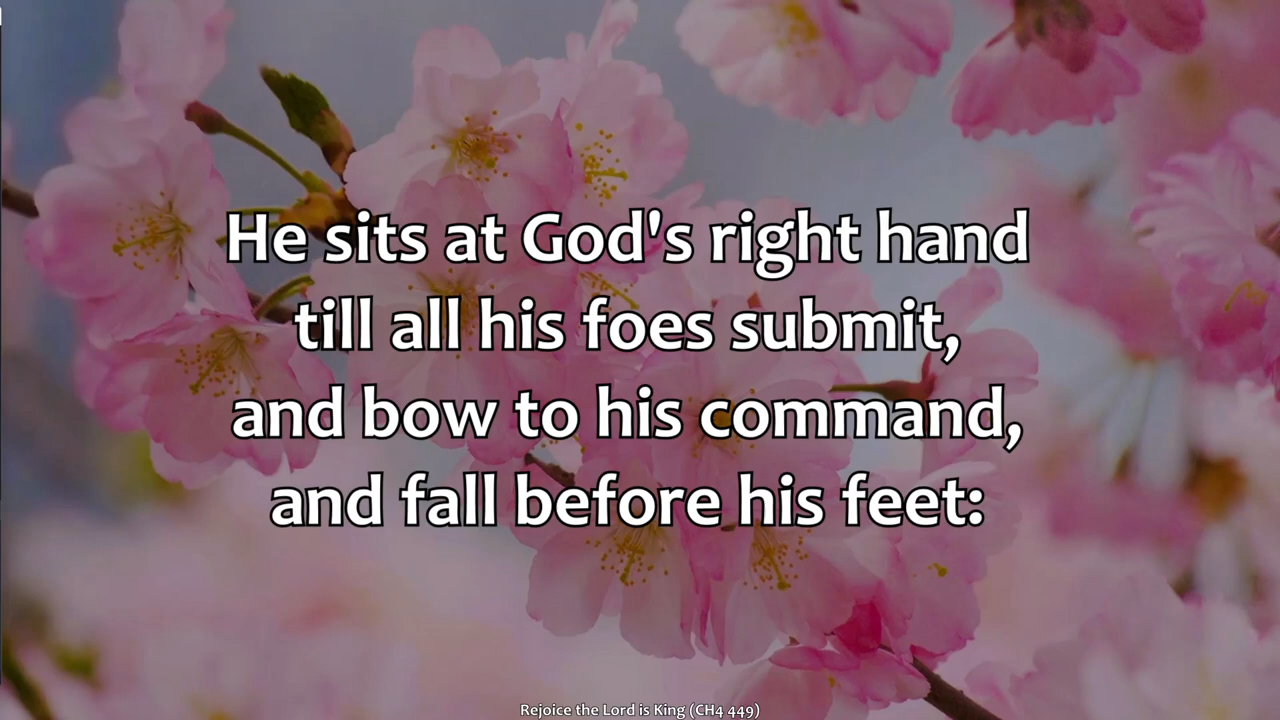 He sits at God's right hand
till all his foes submit,
and bow to his command,
and fall before his feet:
Rejoice the Lord is King (CH4 449)